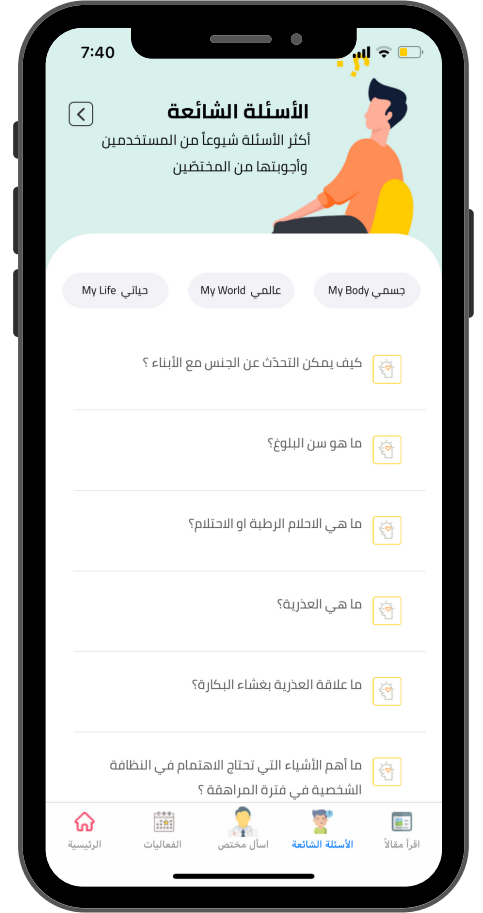 7:40
الأسئلة الشائعة
أكثر الأسئلة شيوعاً من المستخدمين
وأجوبتها من المختصّين
جسمي My Body
عالمي My World
حياتي My Life
كيف يمكن التحدّث عن الجنس مع الأبناء ؟
ما هو سن البلوغ؟
ما هي الاحلام الرطبة او الاحتلام؟
ما هي العذرية؟
ما علاقة العذرية بغشاء البكارة؟
ما أهم الأشياء التي تحتاج الاهتمام في النظافة
الشخصية في فترة المراهقة ؟
اقرأ مقالاً
الأسئلة الشائعة
اسأل مختص
الفعاليات
الرئيسية